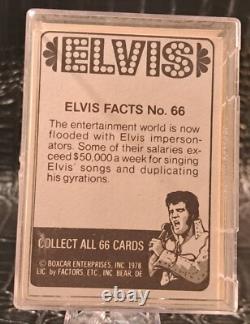 ELVIS
ELVIS FACTS No. 66
The entertainment world is now
flooded with Elvis imperson-
ators. Some of their salaries ex-
ceed $50,000 a week for singing
Elvis' songs and duplicating
his gyrations.
COLLECT ALL 66 CARDS
© BOXCAR ENTERPRISES, INC 1978
LIC. by FACTORS, ETC., INC BEAR, DE
ebay